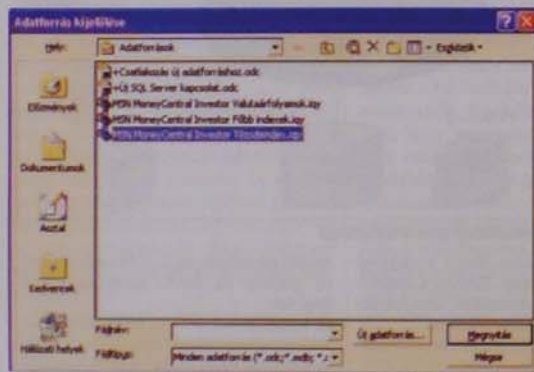 Adatforrás kijelölése
Hely:
Adatforrások
Eszközök
+Csatlakozás új adatforráshoz.odc
+Új SQL Server kapcsolat.odc
MSN MoneyCentral Investor Valutaárfolyamok.iqy
MSN MoneyCentral Investor Főbb indexek.iqy
MSN MoneyCentral Investor Tőzsdeindex.iqy
Előzmények
Dokumentumok
Asztal
Kedvencek
Hálózati helyek
Fájlnév:
Új adatforrás...
Megnyitás
Fájltípus:
Minden adatforrás (*.odc;*.mdb;
Mégse